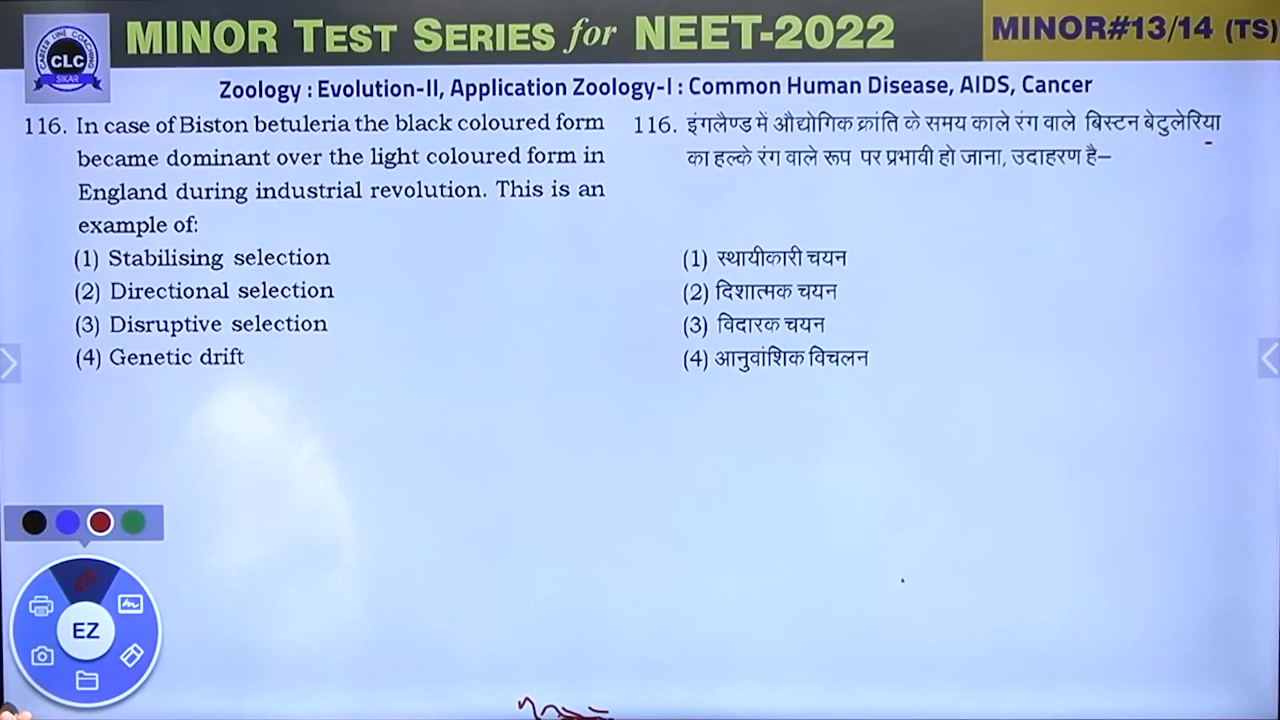 MINOR TEST SERIES for NEET-2022
MINOR#13/14 (TS)
CAREER LINE COACHING
CLC
SIKAR
Zoology : Evolution-II, Application Zoology-I : Common Human Disease, AIDS, Cancer
116. In case of Biston betuleria the black coloured form
became dominant over the light coloured form in
England during industrial revolution. This is an
example of:
(1) Stabilising selection
(2) Directional selection
(3) Disruptive selection
(4) Genetic drift
116. इंगलैण्ड में औद्योगिक क्रांति के समय काले रंग वाले बिस्टन बेटुलेरिया
का हल्के रंग वाले रूप पर प्रभावी हो जाना, उदाहरण है–
(1) स्थायीकारी चयन
(2) दिशात्मक चयन
(3) विदारक चयन
(4) आनुवांशिक विचलन
EZ